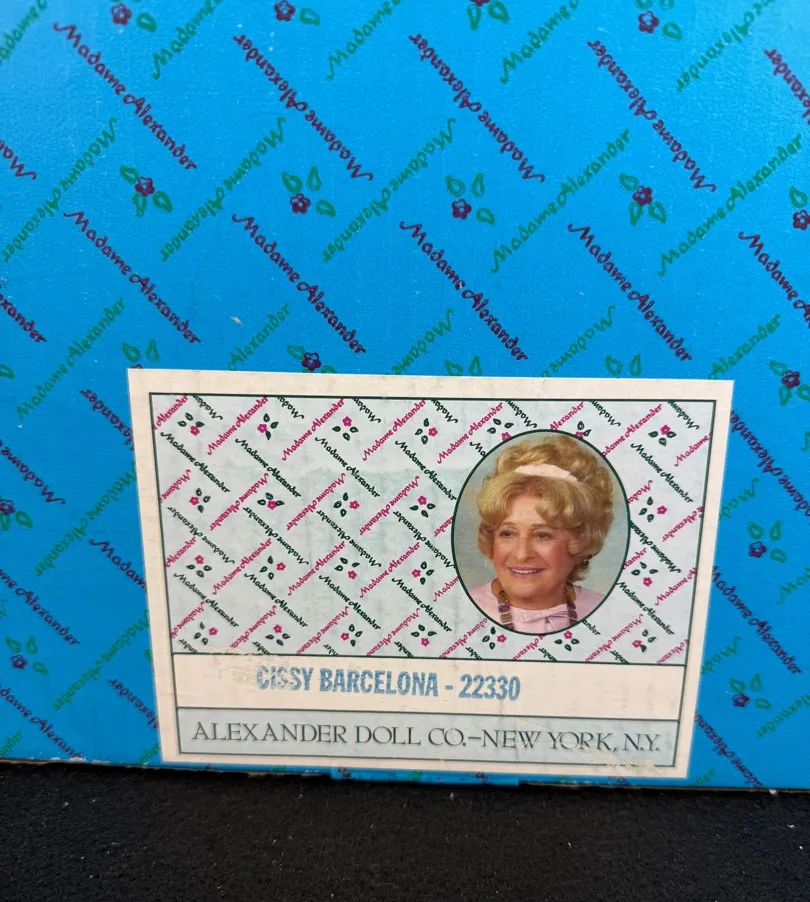 Madame Alexander
CISSY BARCELONA - 22330
ALEXANDER DOLL CO.—NEW YORK, N.Y.